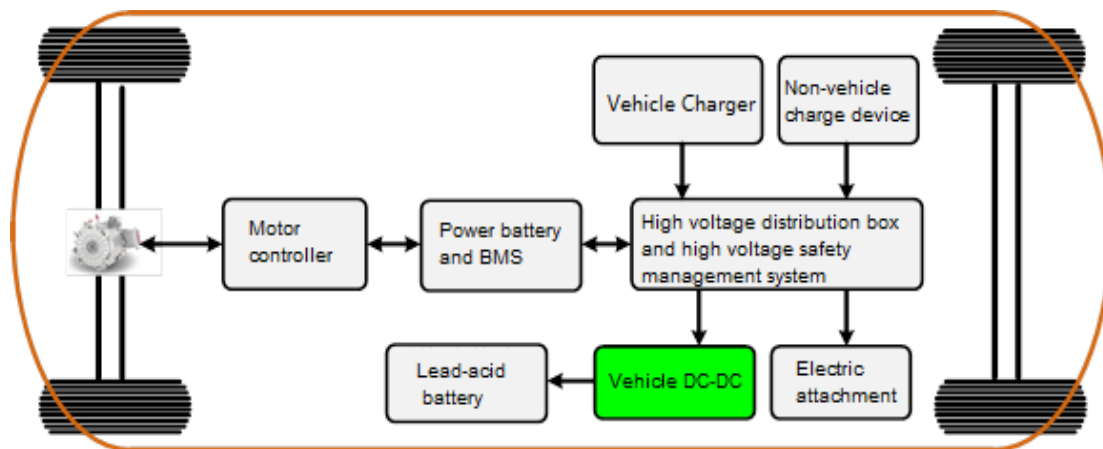 Vehicle Charger
Non-vehicle
charge device
Motor
controller
Power battery
and BMS
High voltage distribution box
and high voltage safety
management system
Lead-acid
battery
Vehicle DC-DC
Electric
attachment